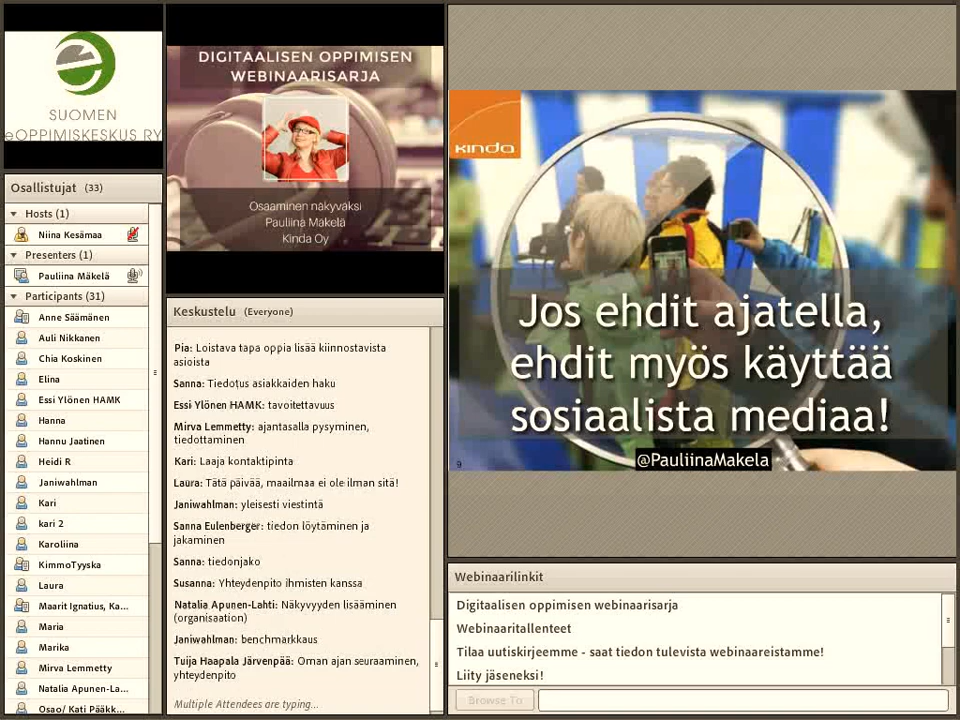 SUOMEN
eOPPIMISKESKUS RY
Osallistujat (33)
Hosts (1)
Niina Kesämaa
Presenters (1)
Pauliina Mäkelä
Participants (31)
Anne Säämänen
Auli Nikkanen
Chia Koskinen
Elina
Essi Ylönen HAMK
Hanna
Hannu Jaatinen
Heidi R
Janiwahlman
Kari
kari 2
Karoliina
KimmoTyyska
Laura
Maarit Ignatius, Ka...
Maria
Marika
Mirva Lemmetty
Natalia Apunen-La...
Osao/ Kati Pääkk...
DIGITAALISEN OPPIMISEN
WEBINAARISARJA
Osaaminen näkyväksi
Pauliina Mäkelä
Kinda Oy
Keskustelu (Everyone)
Pia: Loistava tapa oppia lisää kiinnostavista
asioista
Sanna: Tiedotus asiakkaiden haku
Essi Ylönen HAMK: tavoitettavuus
Mirva Lemmetty: ajantasalla pysyminen,
tiedottaminen
Kari: Laaja kontaktipinta
Laura: Tätä päivää, maailmaa ei ole ilman sitä!
Janiwahlman: yleisesti viestintä
Sanna Eulenberger: tiedon löytäminen ja
jakaminen
Sanna: tiedonjako
Susanna: Yhteydenpito ihmisten kanssa
Natalia Apunen-Lahti: Näkyvyyden lisääminen
(organisaation)
Janiwahlman: benchmarkkaus
Tuija Haapala Järvenpää: Oman ajan seuraaminen,
yhteydenpito
Multiple Attendees are typing...
kinda
Jos ehdit ajatella,
ehdit myös käyttää
sosiaalista mediaa!
@PauliinaMakela
9
Webinaarilinkit
Digitaalisen oppimisen webinaarisarja
Webinaaritallenteet
Tilaa uutiskirjeemme - saat tiedon tulevista webinaareistamme!
Liity jäseneksi!
Browse To